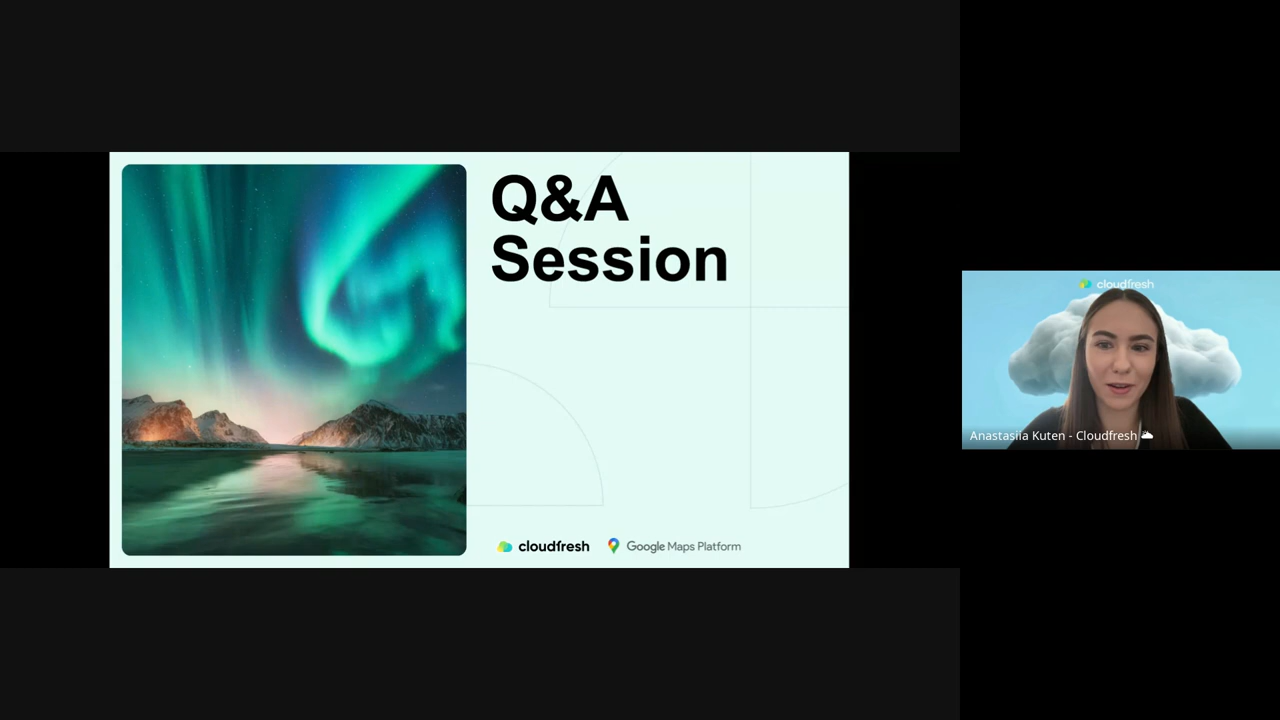 Q&A
Session
cloudfresh
Google Maps Platform
cloudfresh
Anastasiia Kuten - Cloudfresh 🌥